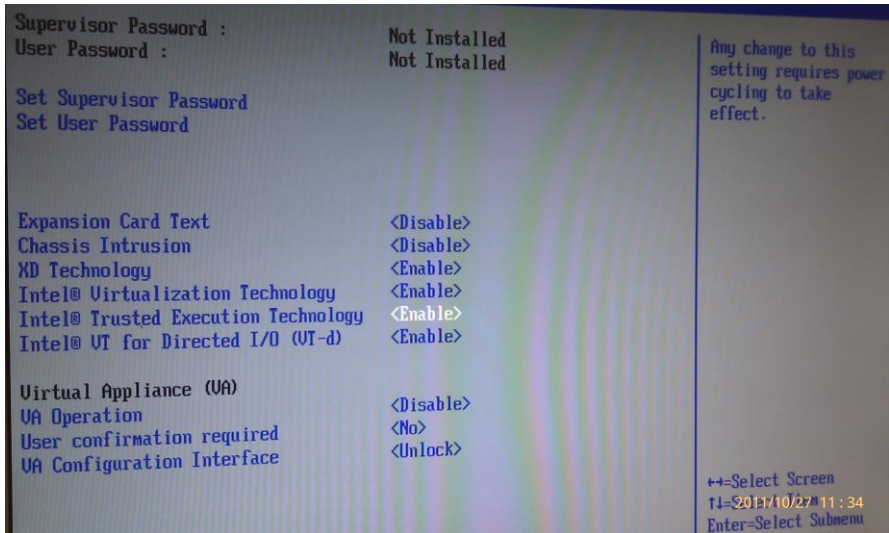 Supervisor Password : Not Installed
User Password : Not Installed
Set Supervisor Password
Set User Password
Expansion Card Text <Disable>
Chassis Intrusion <Disable>
XD Technology <Enable>
Intel® Virtualization Technology <Enable>
Intel® Trusted Execution Technology <Enable>
Intel® VT for Directed I/O (VT-d) <Enable>
Virtual Appliance (VA)
VA Operation <Disable>
User confirmation required <No>
VA Configuration Interface <Unlock>
Any change to this
setting requires power
cycling to take
effect.
←→=Select Screen
↑↓=Select Item
2011/10/27 11:34
Enter=Select Submenu